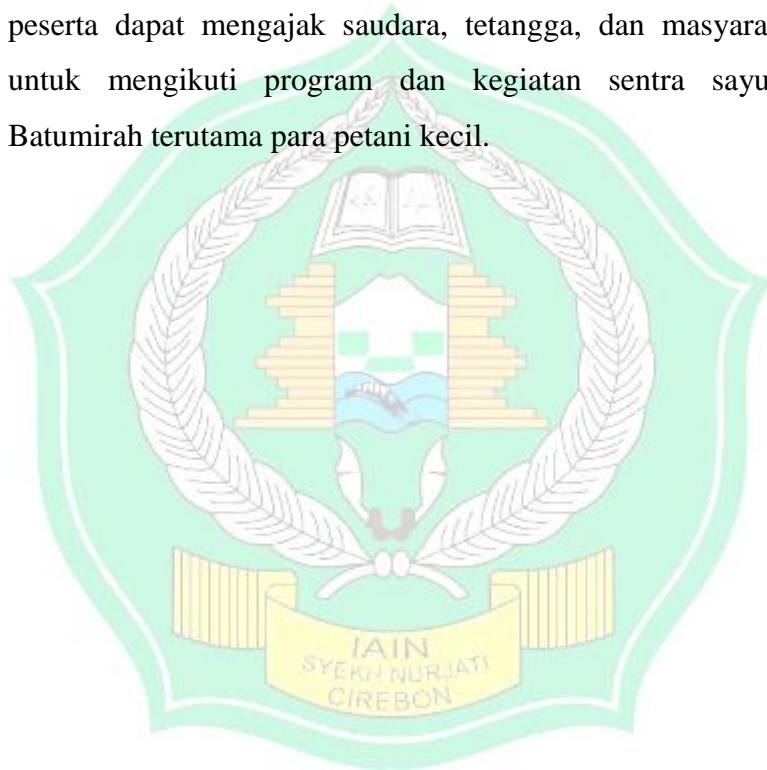 peserta dapat mengajak saudara, tetangga, dan masyara
untuk mengikuti program dan kegiatan sentra sayu
Batumirah terutama para petani kecil.
IAIN
SYEKH NURJATI
CIREBON